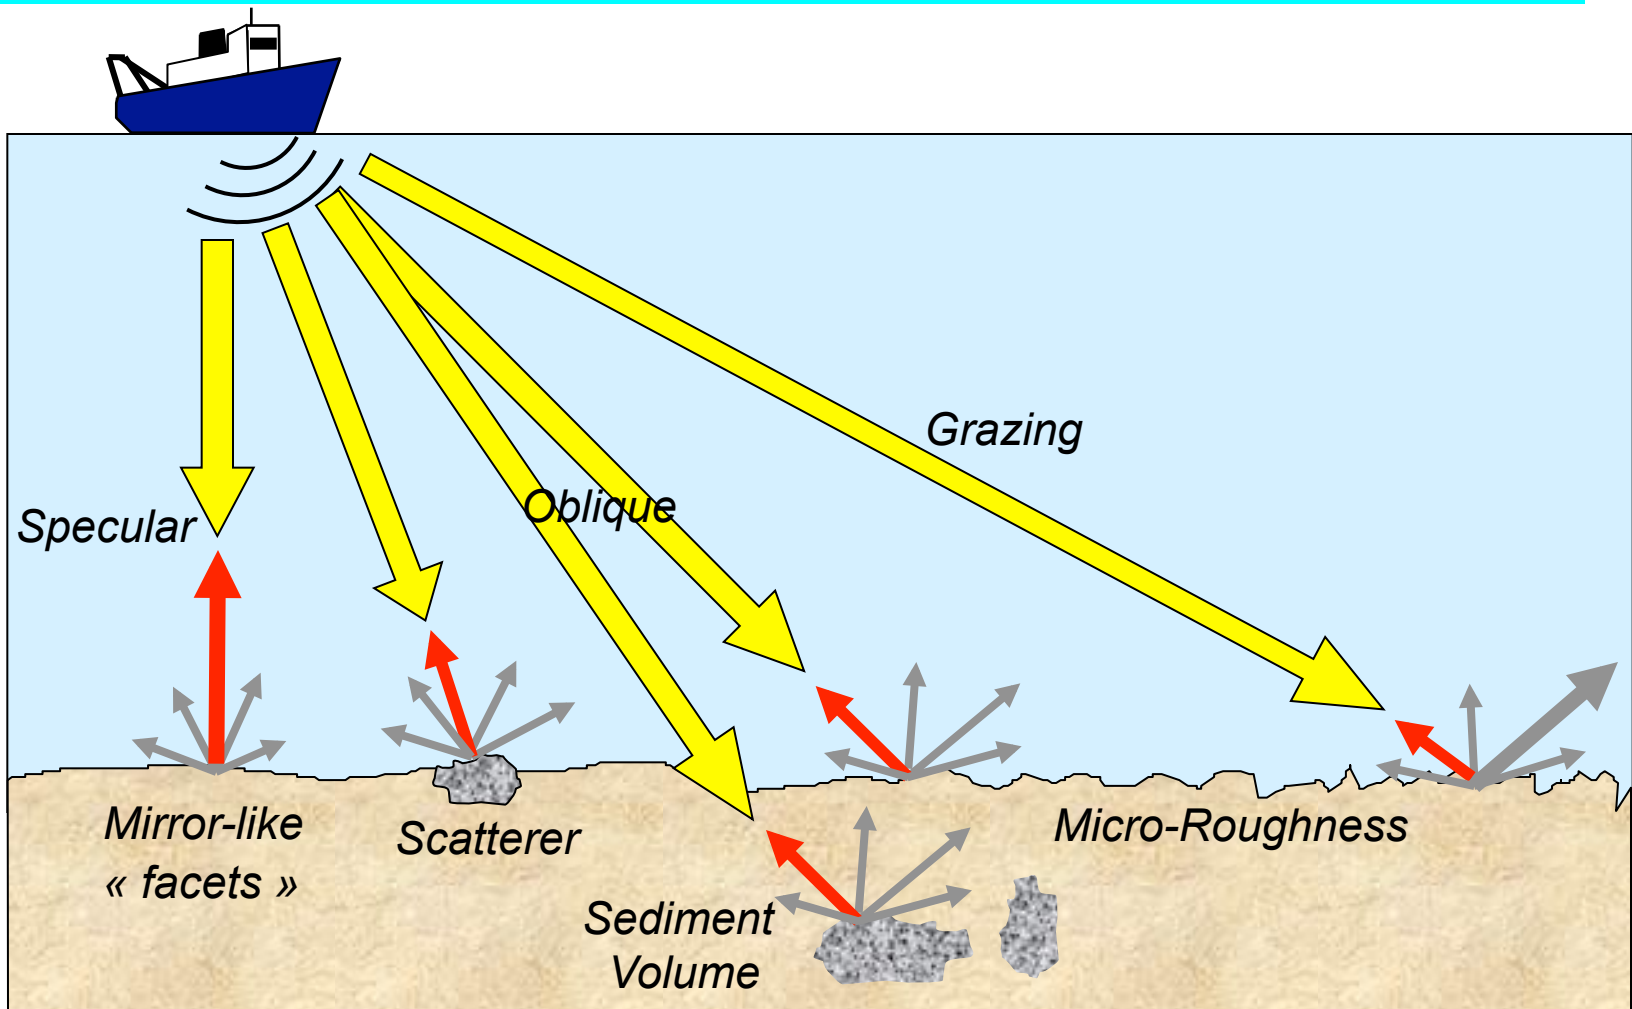 Grazing
Oblique
Specular
Mirror-like
« facets »
Scatterer
Micro-Roughness
Sediment
Volume